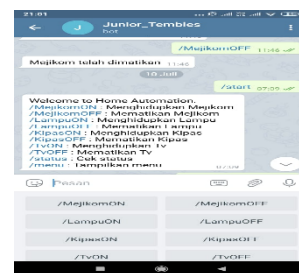 21:01
J
Junior_Tembles
bot
/MejikomOFF 11:46
Mejikom telah dimatikan 11:46
10 Juli
/start 07:09
Welcome to Home Automation.
/MejikomON : Menghidupkan Mejikom
/MejikomOFF : Mematikan Mejikom
/LampuON : Menghidupkan Lampu
/LampuOFF : Mematikan Lampu
/KipasON : Menghidupkan Kipas
/KipasOFF : Mematikan Kipas
/TvON : Menghidupkan Tv
/TvOFF : Mematikan Tv
/status : Cek status
/menu : Tampilkan menu
Pesan
/MejikomON /MejikomOFF
/LampuON /LampuOFF
/KipasON /KipasOFF
/TvON /TvOFF